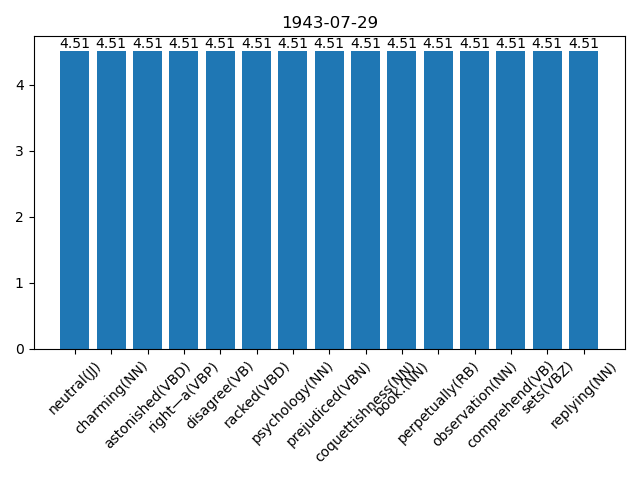 1943-07-29
4.51 4.51 4.51 4.51 4.51 4.51 4.51 4.51 4.51 4.51 4.51 4.51 4.51 4.51 4.51
4
3
2
1
0
neutral(JJ)
charming(NN)
astonished(VBD)
right—a(VBP)
disagree(VB)
racked(VBD)
psychology(NN)
prejudiced(VBN)
coquettishness(NN)
book.(NN)
perpetually(RB)
observation(NN)
comprehend(VB)
sets(VBZ)
replying(NN)